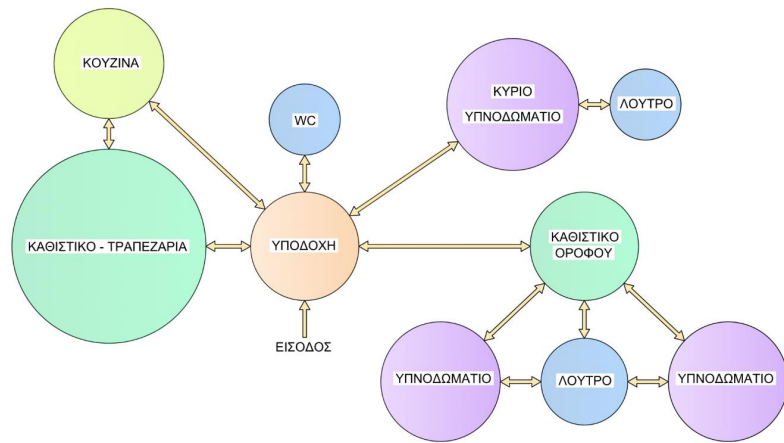 ΚΟΥΖΙΝΑ
WC
ΚΥΡΙΟ
ΥΠΝΟΔΩΜΑΤΙΟ
ΛΟΥΤΡΟ
ΚΑΘΙΣΤΙΚΟ - ΤΡΑΠΕΖΑΡΙΑ
ΥΠΟΔΟΧΗ
ΚΑΘΙΣΤΙΚΟ
ΟΡΟΦΟΥ
ΕΙΣΟΔΟΣ
ΥΠΝΟΔΩΜΑΤΙΟ
ΛΟΥΤΡΟ
ΥΠΝΟΔΩΜΑΤΙΟ